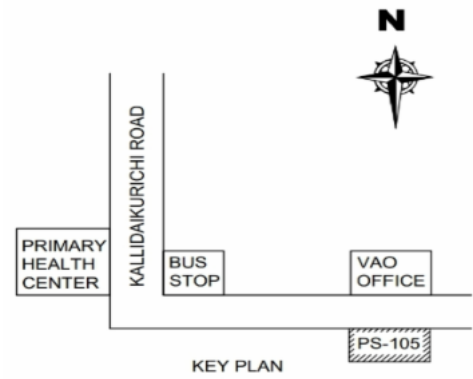 N
KALLIDAIKURICHI ROAD
PRIMARY
HEALTH
CENTER
BUS
STOP
VAO
OFFICE
PS-105
KEY PLAN